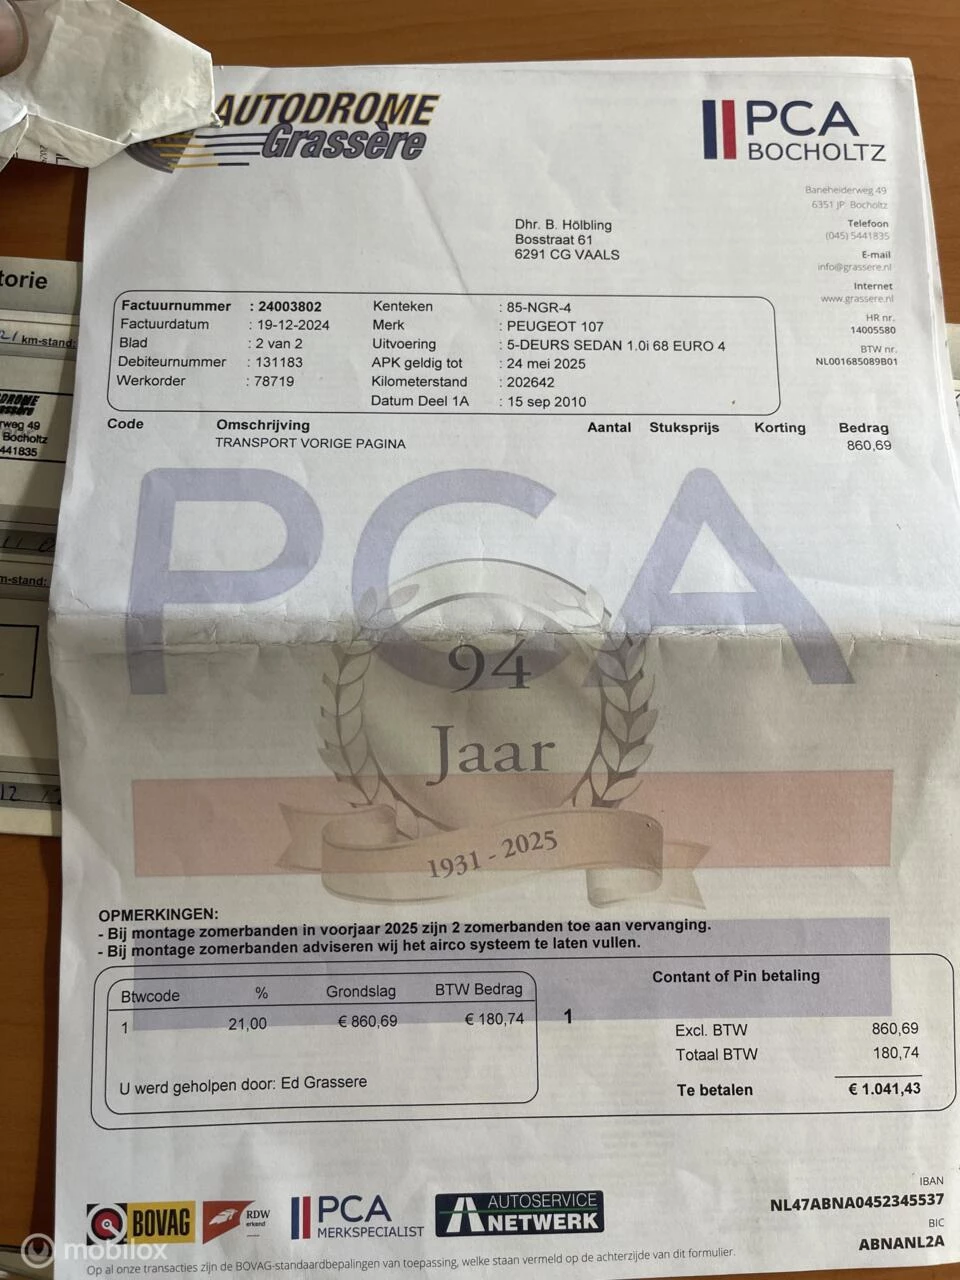 AUTODROME
Grassère
PCA
BOCHOLTZ
Baneheiderweg 49
6351 JP Bocholtz
Telefoon
(045) 5441835
E-mail
info@grassere.nl
Internet
www.grassere.nl
HR nr.
14005580
BTW nr.
NL001685089B01
Dhr. B. Hölbling
Bosstraat 61
6291 CG VAALS
Factuurnummer : 24003802
Factuurdatum : 19-12-2024
Blad : 2 van 2
Debiteurnummer : 131183
Werkorder : 78719
Kenteken : 85-NGR-4
Merk : PEUGEOT 107
Uitvoering : 5-DEURS SEDAN 1.0i 68 EURO 4
APK geldig tot : 24 mei 2025
Kilometerstand : 202642
Datum Deel 1A : 15 sep 2010
Code Omschrijving Aantal Stuksprijs Korting Bedrag
TRANSPORT VORIGE PAGINA 860,69
PCA
94
Jaar
1931 - 2025
OPMERKINGEN:
- Bij montage zomerbanden in voorjaar 2025 zijn 2 zomerbanden toe aan vervanging.
- Bij montage zomerbanden adviseren wij het airco systeem te laten vullen.
Btwcode % Grondslag BTW Bedrag
1 21,00 € 860,69 € 180,74
U werd geholpen door: Ed Grassere
1
Contant of Pin betaling
Excl. BTW 860,69
Totaal BTW 180,74
Te betalen € 1.041,43
IBAN
NL47ABNA0452345537
BIC
ABNANL2A
BOVAG
RDW
erkend
PCA
MERKSPECIALIST
AUTOSERVICE
NETWERK
Op al onze transacties zijn de BOVAG-standaardbepalingen van toepassing, welke staan vermeld op de achterzijde van dit formulier.
mobilox
torie
km-stand:
DROME
rweg 49
Bocholtz
441835
m-stand: